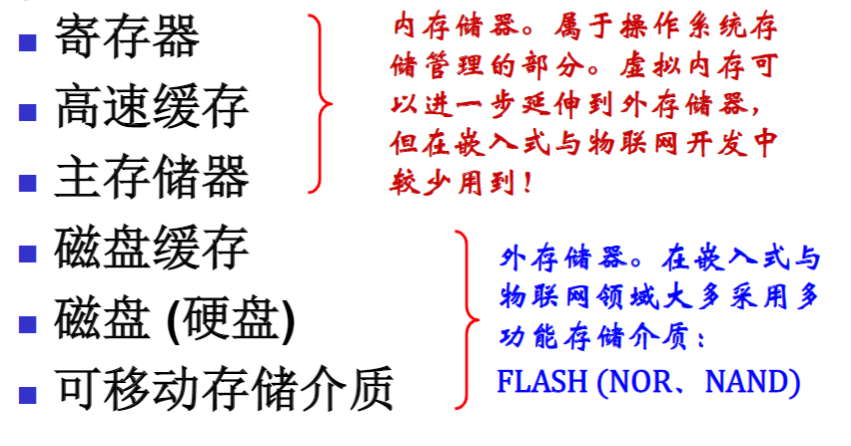 ■ 寄存器
■ 高速缓存
■ 主存储器
■ 磁盘缓存
■ 磁盘 (硬盘)
■ 可移动存储介质
内存储器。属于操作系统存
储管理的部分。虚拟内存可
以进一步延伸到外存储器，
但在嵌入式与物联网开发中
较少用到！
外存储器。在嵌入式与
物联网领域大多采用多
功能存储介质：
FLASH (NOR、NAND)